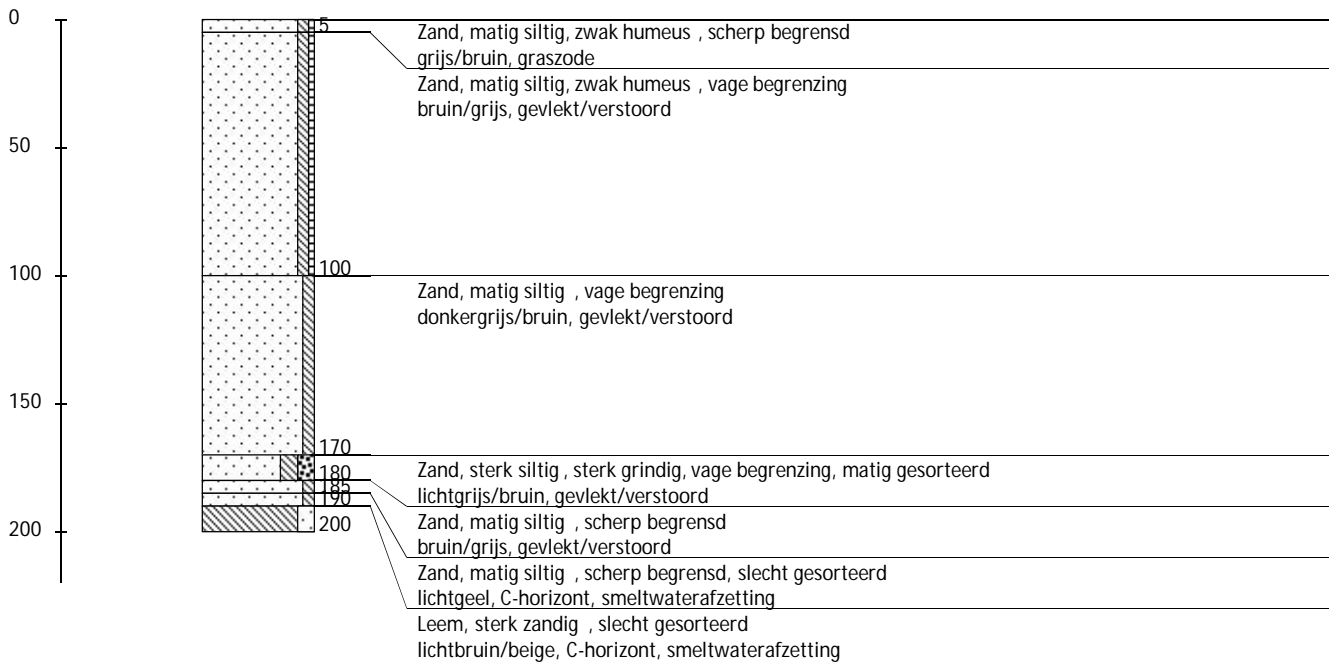 0
50
100
150
200
5
100
170
180
185
190
200
Zand, matig siltig, zwak humeus , scherp begrensd
grijs/bruin, graszode
Zand, matig siltig, zwak humeus , vage begrenzing
bruin/grijs, gevlekt/verstoord
Zand, matig siltig , vage begrenzing
donkergrijs/bruin, gevlekt/verstoord
Zand, sterk siltig , sterk grindig, vage begrenzing, matig gesorteerd
lichtgrijs/bruin, gevlekt/verstoord
Zand, matig siltig , scherp begrensd
bruin/grijs, gevlekt/verstoord
Zand, matig siltig , scherp begrensd, slecht gesorteerd
lichtgeel, C-horizont, smeltwaterafzetting
Leem, sterk zandig , slecht gesorteerd
lichtbruin/beige, C-horizont, smeltwaterafzetting